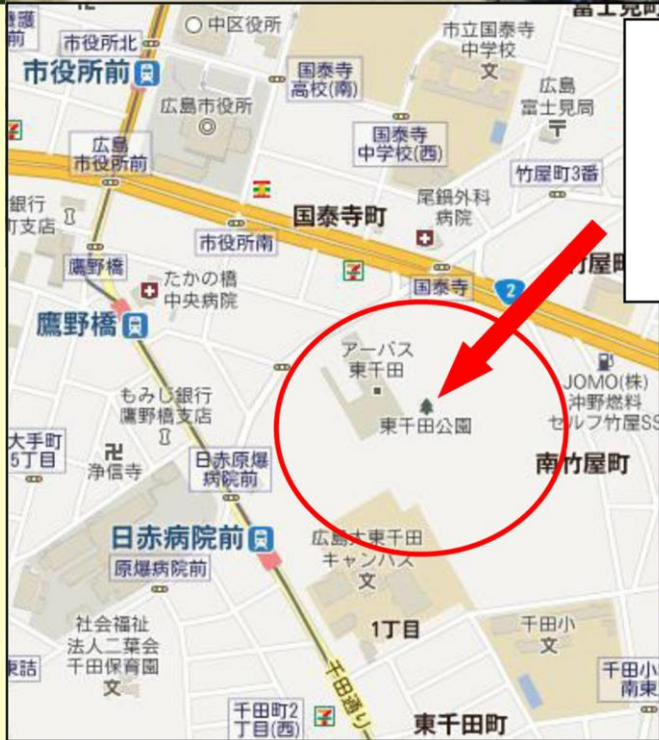 富士見町
看護
前
市役所北
中区役所
市立国泰寺
中学校
文
市役所前
国泰寺
高校(南)
広島
富士見局
広島市役所
広島
市役所前
国泰寺
中学校(西)
竹屋町3番
銀行
町支店
国泰寺町
尾鍋外科
病院
市役所南
竹屋町
鷹野橋
たかの橋
中央病院
国泰寺
2
鷹野橋
アーバス
東千田
JOMO(株)
沖野燃料
セルフ竹屋SS
もみじ銀行
鷹野橋支店
東千田公園
大手町
5丁目
卍
浄信寺
日赤原爆
病院前
南竹屋町
日赤病院前
広島大東千田
キャンパス
文
原爆病院前
社会福祉
法人二葉会
千田保育園
文
1丁目
千田小
文
東詰
千田通り
千田小
南東
千田町2
丁目(西)
東千田町